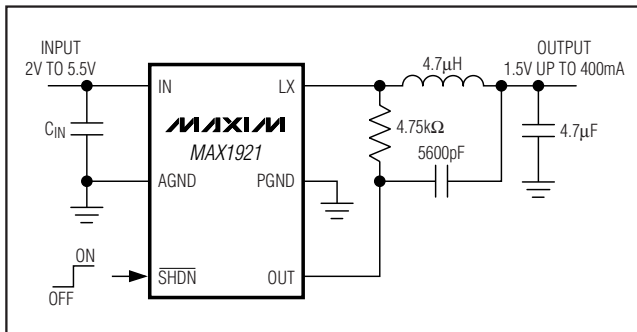 INPUT
2V TO 5.5V
IN
LX
4.7μH
OUTPUT
1.5V UP TO 400mA
CIN
MAXIM
MAX1921
4.75kΩ
5600pF
4.7μF
AGND
PGND
ON
OFF
SHDN
OUT